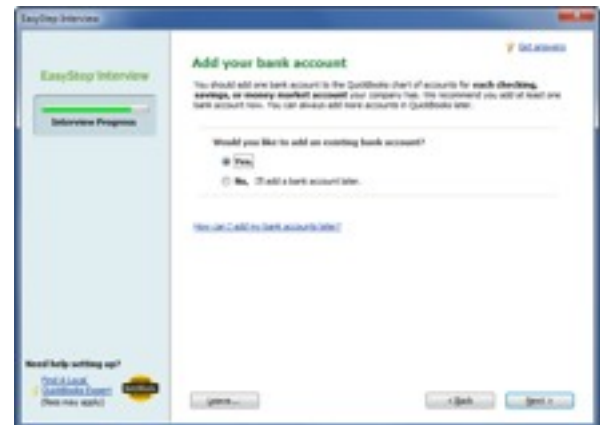 EasyStep Interview
Get answers
EasyStep Interview
Interview Progress
Add your bank account
You should add one bank account to the QuickBooks chart of accounts for each checking,
savings, or money market account your company has. We recommend you add at least one
bank account now. You can always add more accounts in QuickBooks later.
Would you like to add an existing bank account?
Yes,
No, I'll add a bank account later.
How can I add my bank accounts later?
Need help setting up?
Find A Local
QuickBooks Expert
(fees may apply)
QuickBooks
Leave...
< Back
Next >